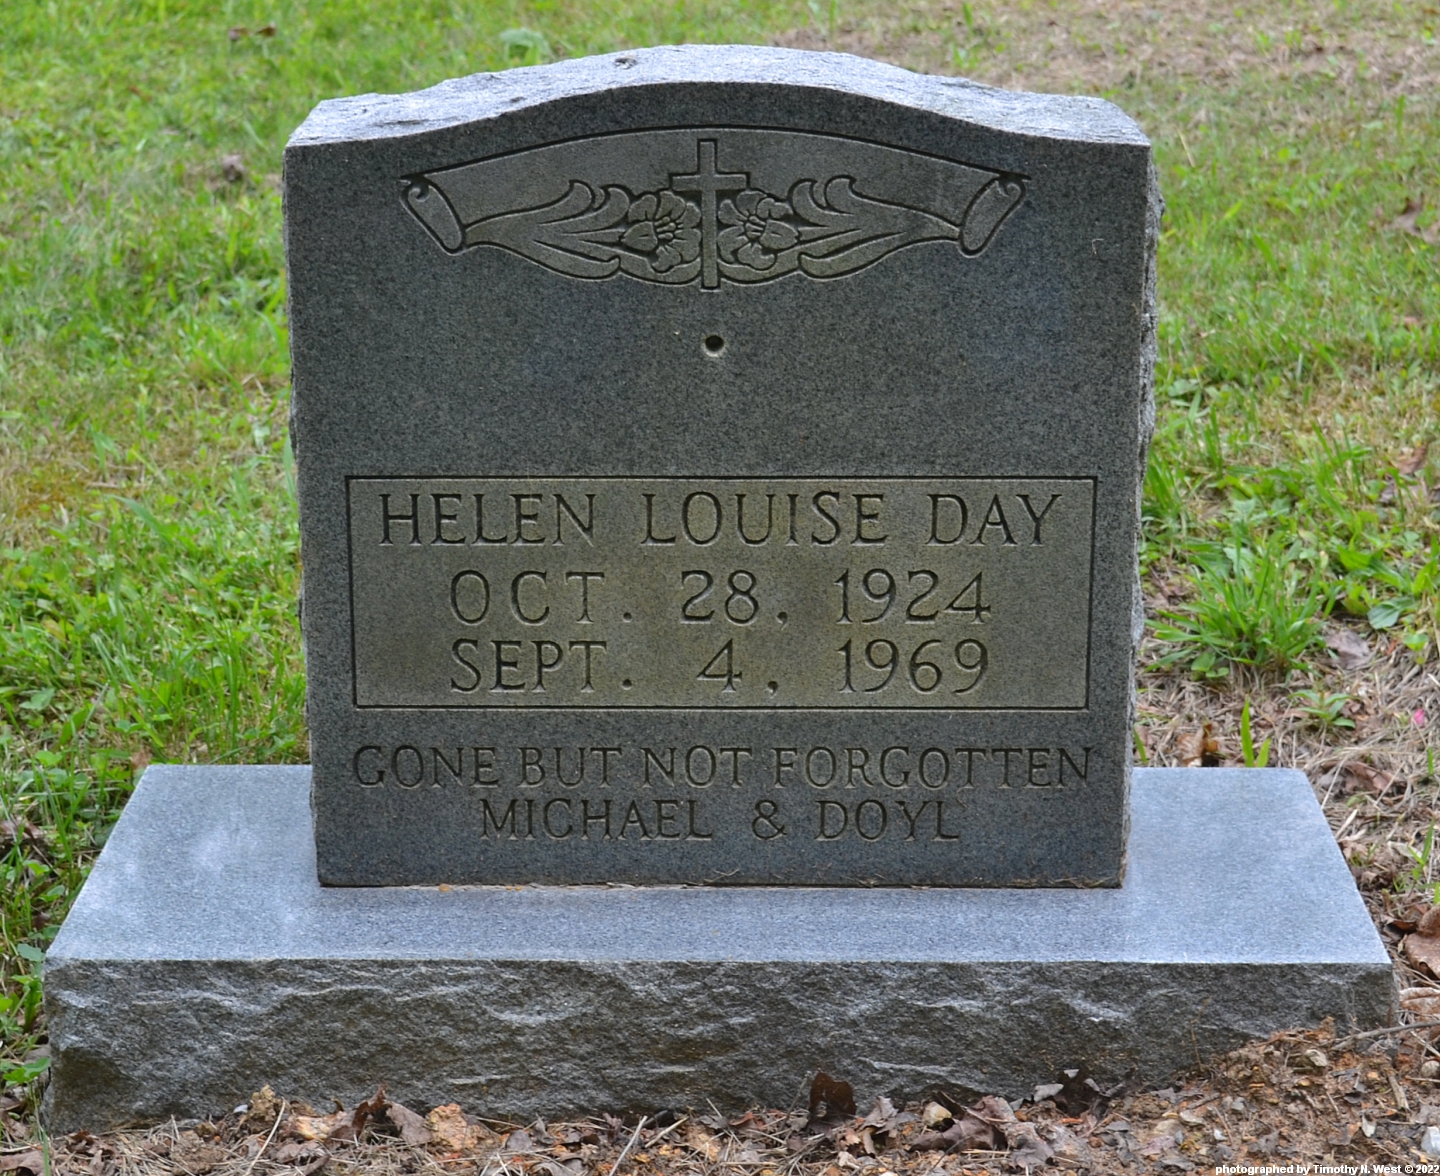 HELEN LOUISE DAY
OCT. 28, 1924
SEPT. 4, 1969
GONE BUT NOT FORGOTTEN
MICHAEL & DOYL
photographed by Timothy N. West © 2022